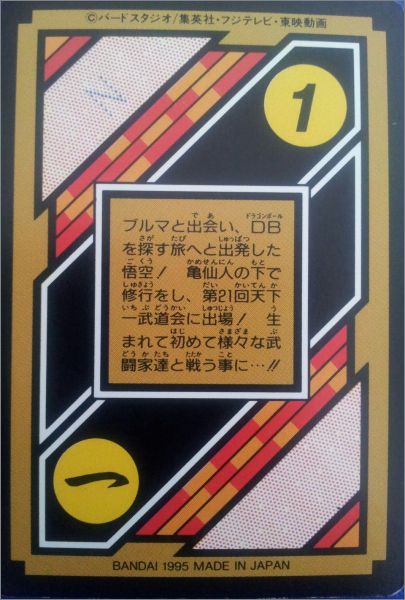 ©バードスタジオ/集英社・フジテレビ・東映動画
1
ブルマと出会い、DB
を探す旅へと出発した
悟空！ 亀仙人の下で
修行をし、第21回天下
一武道会に出場！ 生
まれて初めて様々な武
闘家達と戦う事に…!!
一
BANDAI 1995 MADE IN JAPAN